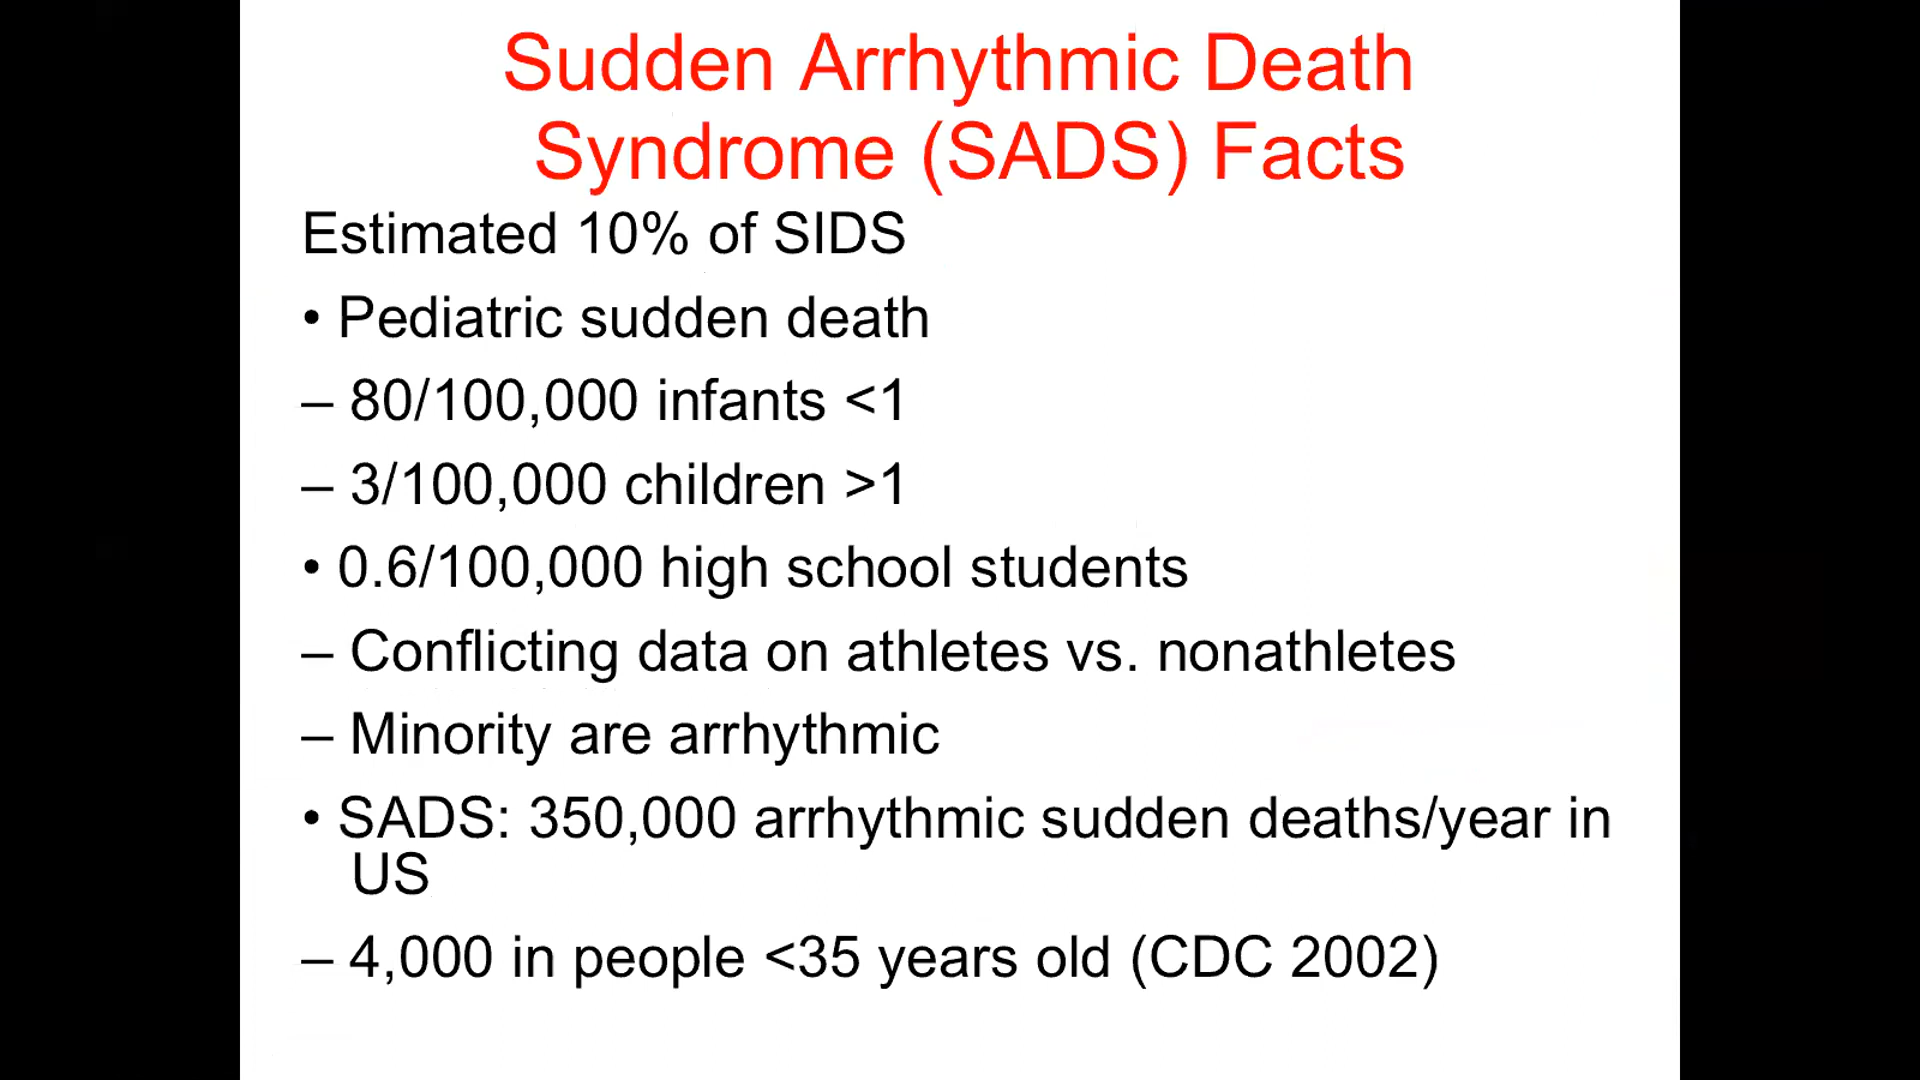 Sudden Arrhythmic Death
Syndrome (SADS) Facts
Estimated 10% of SIDS
• Pediatric sudden death
– 80/100,000 infants <1
– 3/100,000 children >1
• 0.6/100,000 high school students
– Conflicting data on athletes vs. nonathletes
– Minority are arrhythmic
• SADS: 350,000 arrhythmic sudden deaths/year in
US
– 4,000 in people <35 years old (CDC 2002)